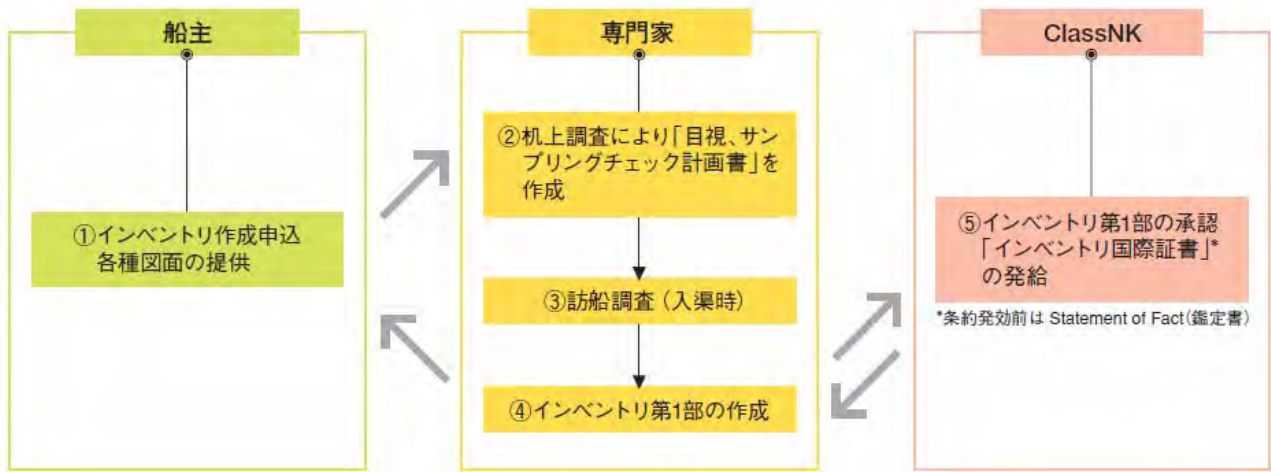 船主
①インベントリ作成申込
各種図面の提供
専門家
②机上調査により「目視、サン
プリングチェック計画書」を
作成
③訪船調査（入渠時）
④インベントリ第1部の作成
ClassNK
⑤インベントリ第1部の承認
「インベントリ国際証書」*
の発給
*条約発効前は Statement of Fact（鑑定書）